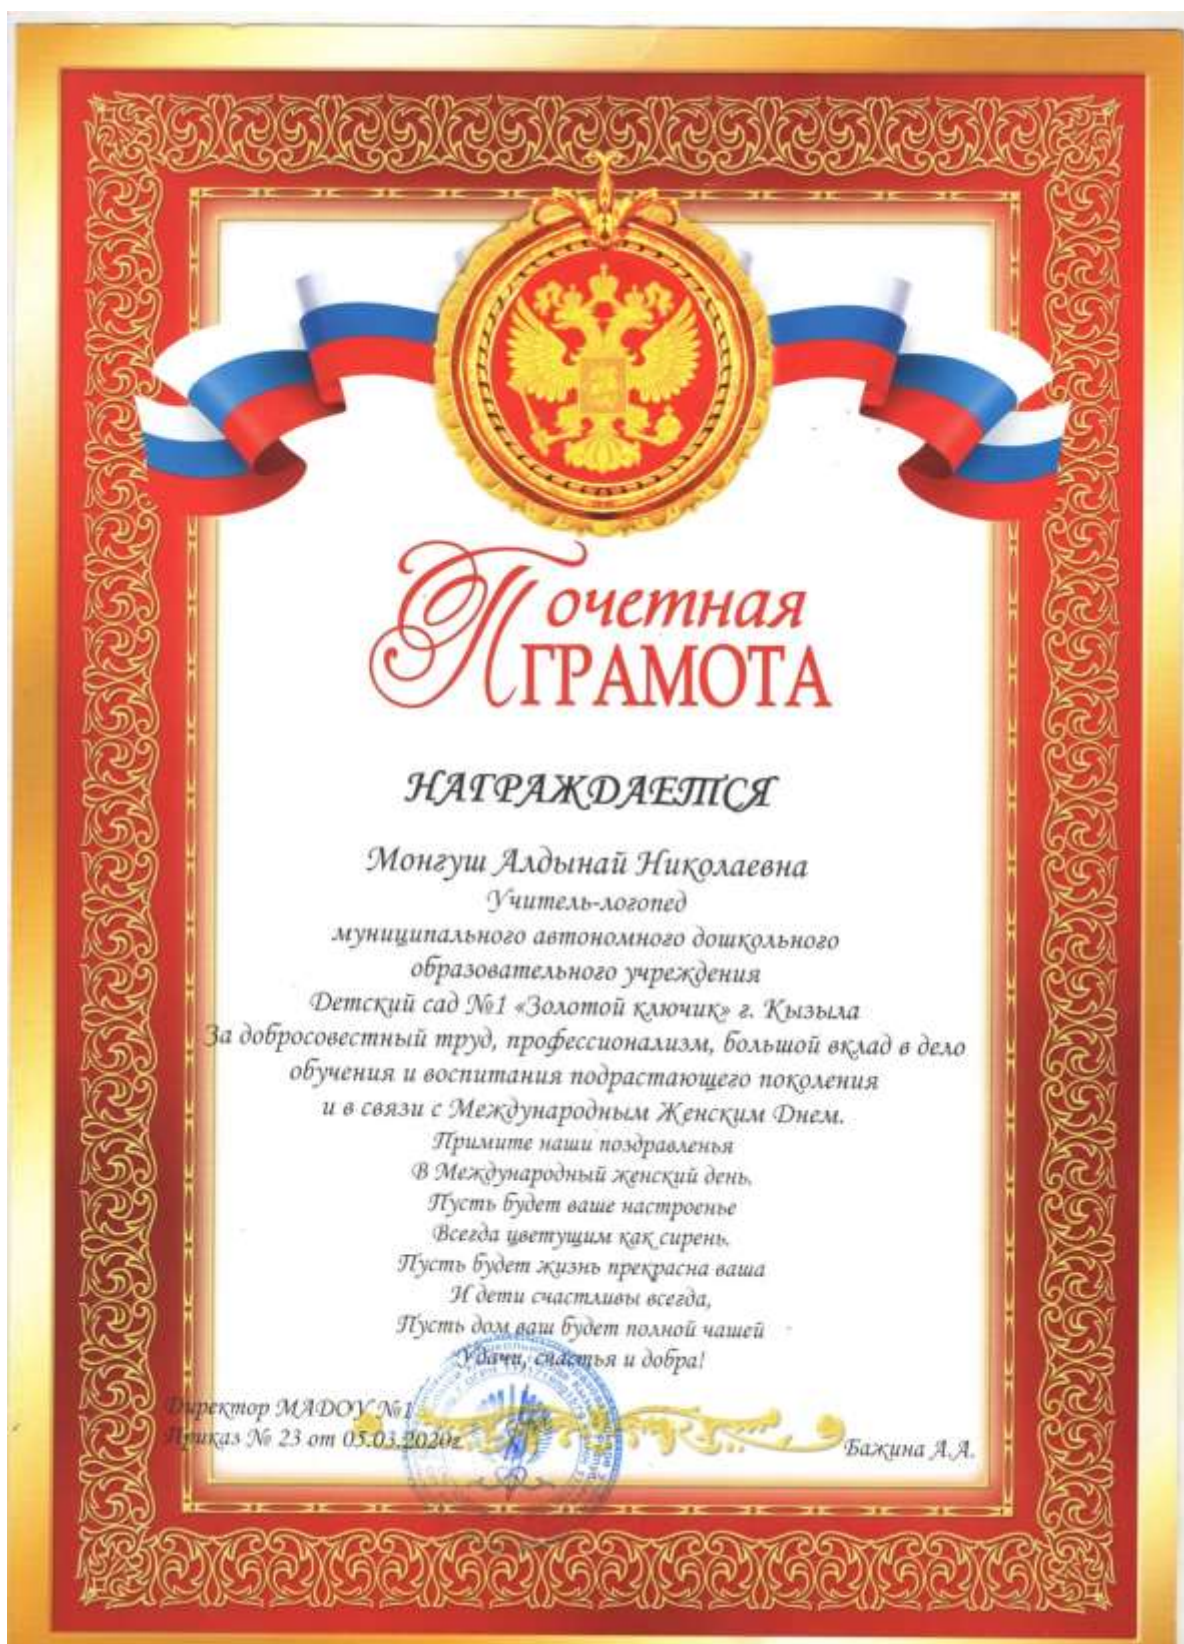 Почетная
ГРАМОТА
НАГРАЖДАЕТСЯ
Монгуш Алдынай Николаевна
Учитель-логопед
муниципального автономного дошкольного
образовательного учреждения
Детский сад №1 «Золотой ключик» г. Кызыла
За добросовестный труд, профессионализм, большой вклад в дело
обучения и воспитания подрастающего поколения
и в связи с Международным Женским Днем.
Примите наши поздравленья
В Международный женский день.
Пусть будет ваше настроенье
Всегда цветущим как сирень.
Пусть будет жизнь прекрасна ваша
И дети счастливы всегда,
Пусть дом ваш будет полной чашей
Удачи, счастья и добра!
Директор МАДОУ №1
Приказ № 23 от 05.03.2020г
Бажина А.А.